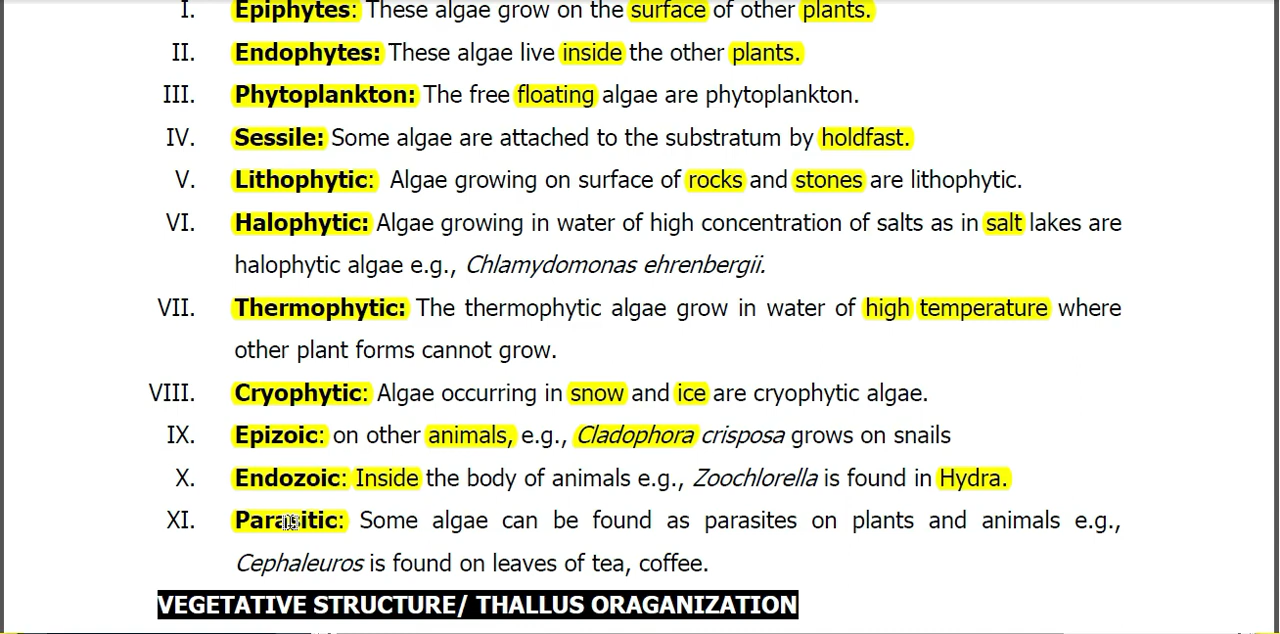 I. Epiphytes: These algae grow on the surface of other plants.
II. Endophytes: These algae live inside the other plants.
III. Phytoplankton: The free floating algae are phytoplankton.
IV. Sessile: Some algae are attached to the substratum by holdfast.
V. Lithophytic: Algae growing on surface of rocks and stones are lithophytic.
VI. Halophytic: Algae growing in water of high concentration of salts as in salt lakes are
halophytic algae e.g., Chlamydomonas ehrenbergii.
VII. Thermophytic: The thermophytic algae grow in water of high temperature where
other plant forms cannot grow.
VIII. Cryophytic: Algae occurring in snow and ice are cryophytic algae.
IX. Epizoic: on other animals, e.g., Cladophora crisposa grows on snails
X. Endozoic: Inside the body of animals e.g., Zoochlorella is found in Hydra.
XI. Parasitic: Some algae can be found as parasites on plants and animals e.g.,
Cephaleuros is found on leaves of tea, coffee.
VEGETATIVE STRUCTURE/ THALLUS ORAGANIZATION